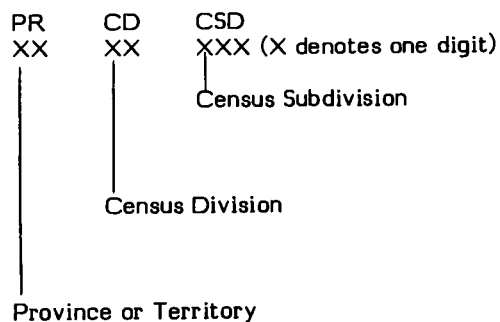 PR CD CSD
XX XX XXX (X denotes one digit)
Census Subdivision
Census Division
Province or Territory